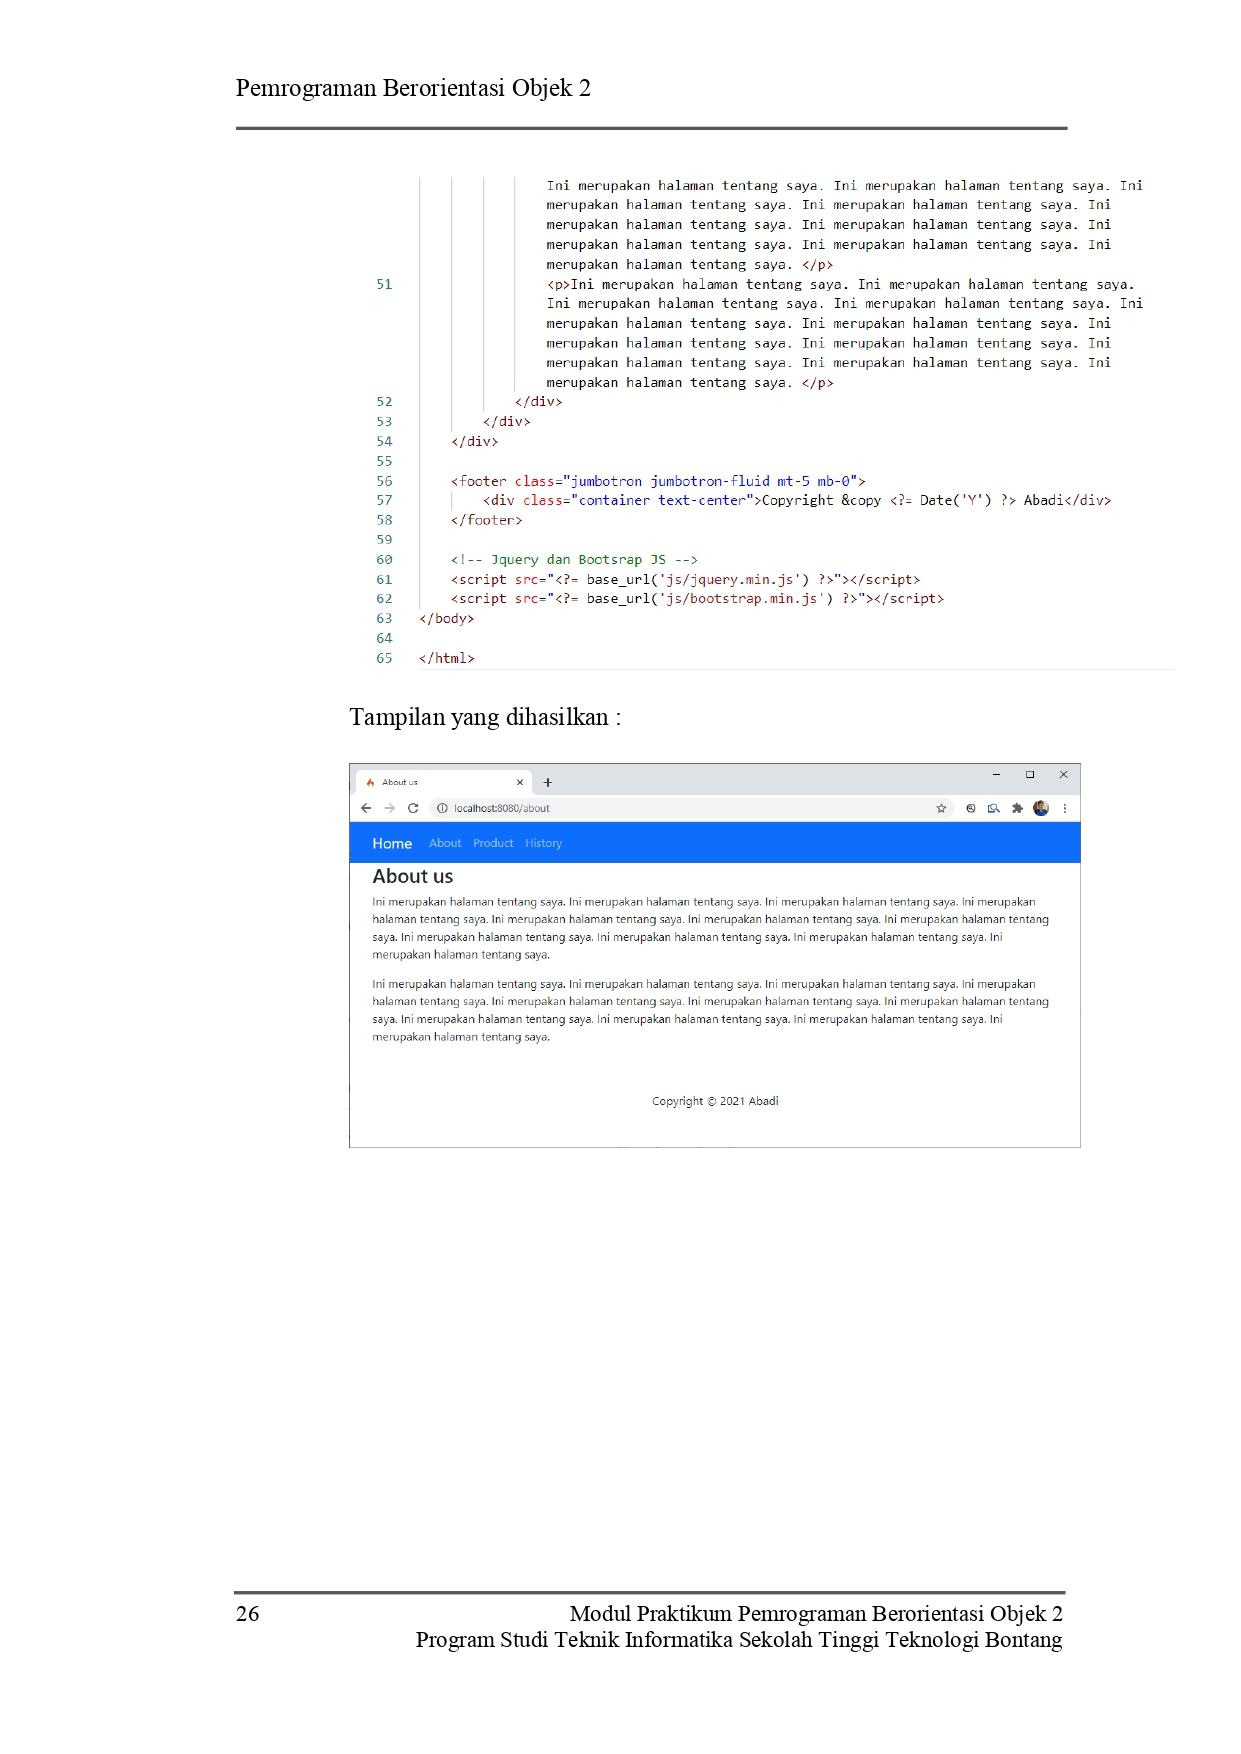 Pemrograman Berorientasi Objek 2
Ini merupakan halaman tentang saya. Ini merupakan halaman tentang saya. Ini
merupakan halaman tentang saya. Ini merupakan halaman tentang saya. Ini
merupakan halaman tentang saya. Ini merupakan halaman tentang saya. Ini
merupakan halaman tentang saya. Ini merupakan halaman tentang saya. Ini
merupakan halaman tentang saya. </p>
51 <p>Ini merupakan halaman tentang saya. Ini merupakan halaman tentang saya.
Ini merupakan halaman tentang saya. Ini merupakan halaman tentang saya. Ini
merupakan halaman tentang saya. Ini merupakan halaman tentang saya. Ini
merupakan halaman tentang saya. Ini merupakan halaman tentang saya. Ini
merupakan halaman tentang saya. Ini merupakan halaman tentang saya. Ini
merupakan halaman tentang saya. </p>
52 </div>
53 </div>
54 </div>
55
56 <footer class="jumbotron jumbotron-fluid mt-5 mb-0">
57 <div class="container text-center">Copyright &copy <?= Date('Y') ?> Abadi</div>
58 </footer>
59
60 <!-- Jquery dan Bootsrap JS -->
61 <script src="<?= base_url('js/jquery.min.js') ?>"></script>
62 <script src="<?= base_url('js/bootstrap.min.js') ?>"></script>
63 </body>
64
65 </html>
Tampilan yang dihasilkan :
About us
localhost:8080/about
Home About Product History
About us
Ini merupakan halaman tentang saya. Ini merupakan halaman tentang saya. Ini merupakan halaman tentang saya. Ini merupakan
halaman tentang saya. Ini merupakan halaman tentang saya. Ini merupakan halaman tentang saya. Ini merupakan halaman tentang
saya. Ini merupakan halaman tentang saya. Ini merupakan halaman tentang saya. Ini merupakan halaman tentang saya. Ini
merupakan halaman tentang saya.
Ini merupakan halaman tentang saya. Ini merupakan halaman tentang saya. Ini merupakan halaman tentang saya. Ini merupakan
halaman tentang saya. Ini merupakan halaman tentang saya. Ini merupakan halaman tentang saya. Ini merupakan halaman tentang
saya. Ini merupakan halaman tentang saya. Ini merupakan halaman tentang saya. Ini merupakan halaman tentang saya. Ini
merupakan halaman tentang saya.
Copyright © 2021 Abadi
26 Modul Praktikum Pemrograman Berorientasi Objek 2
Program Studi Teknik Informatika Sekolah Tinggi Teknologi Bontang